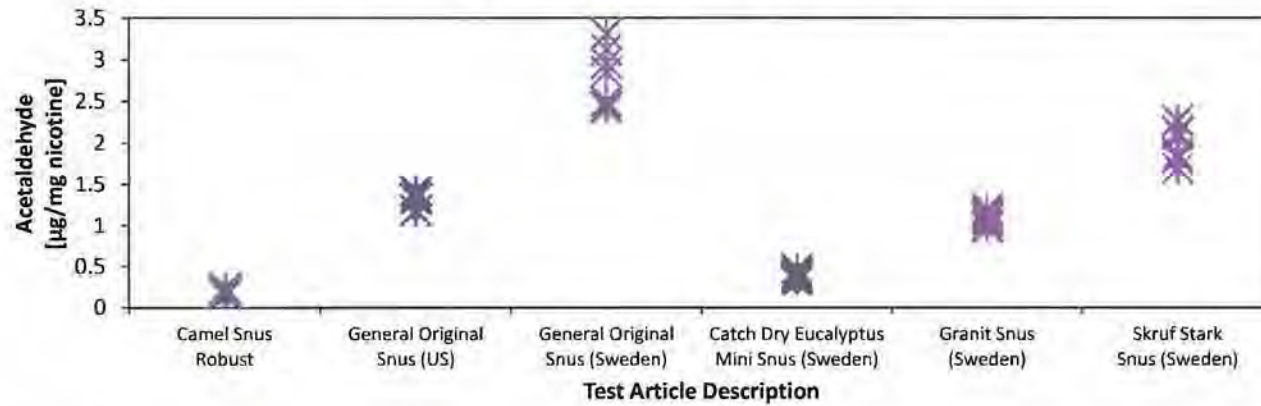 3.5
3
2.5
2
1.5
1
0.5
0
Acetaldehyde
[µg/mg nicotine]
Camel Snus
Robust
General Original
Snus (US)
General Original
Snus (Sweden)
Catch Dry Eucalyptus
Mini Snus (Sweden)
Granit Snus
(Sweden)
Skruf Stark
Snus (Sweden)
Test Article Description